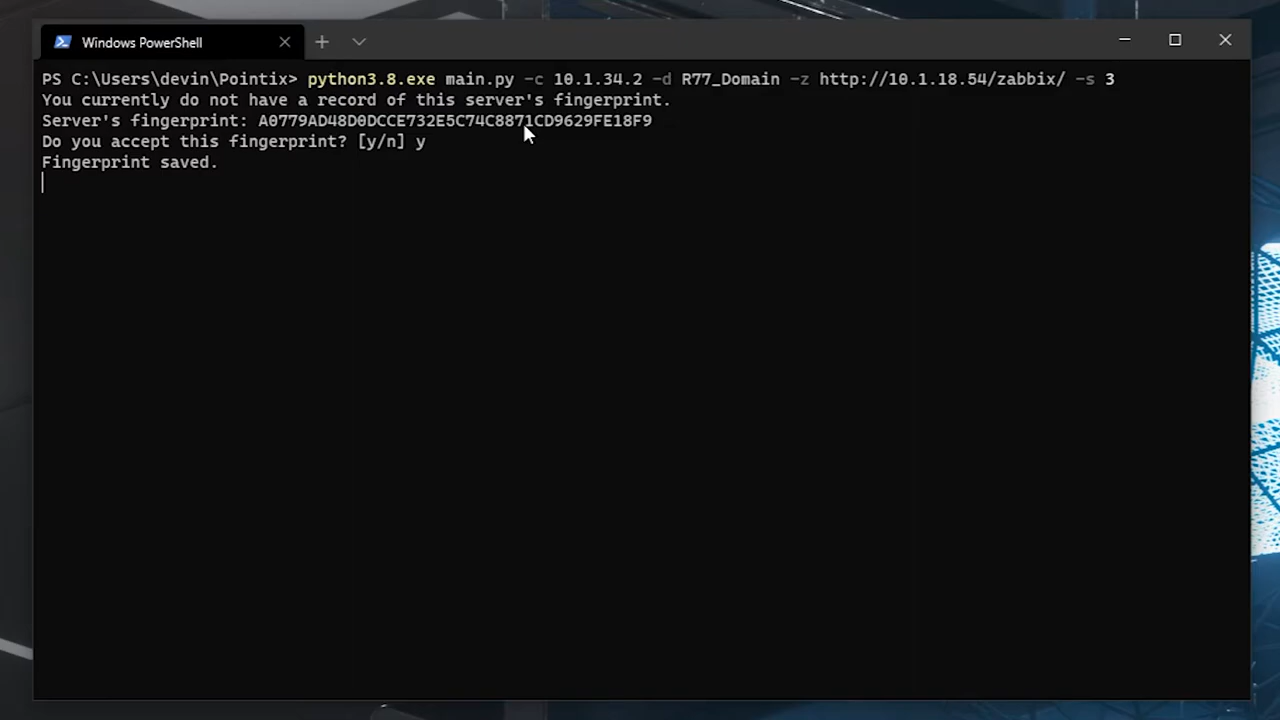 Windows PowerShell
PS C:\Users\devin\Pointix> python3.8.exe main.py -c 10.1.34.2 -d R77_Domain -z http://10.1.18.54/zabbix/ -s 3
You currently do not have a record of this server's fingerprint.
Server's fingerprint: A0779AD48D0DCCE732E5C74C8871CD9629FE18F9
Do you accept this fingerprint? [y/n] y
Fingerprint saved.